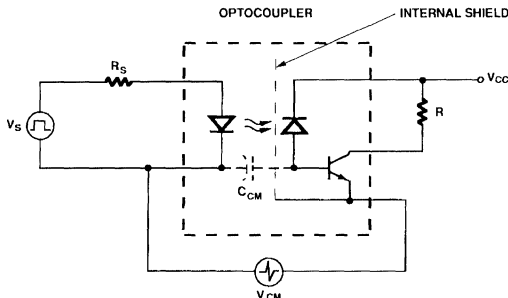 OPTOCOUPLER
INTERNAL SHIELD
RS
VCC
R
VS
CCM
VCM